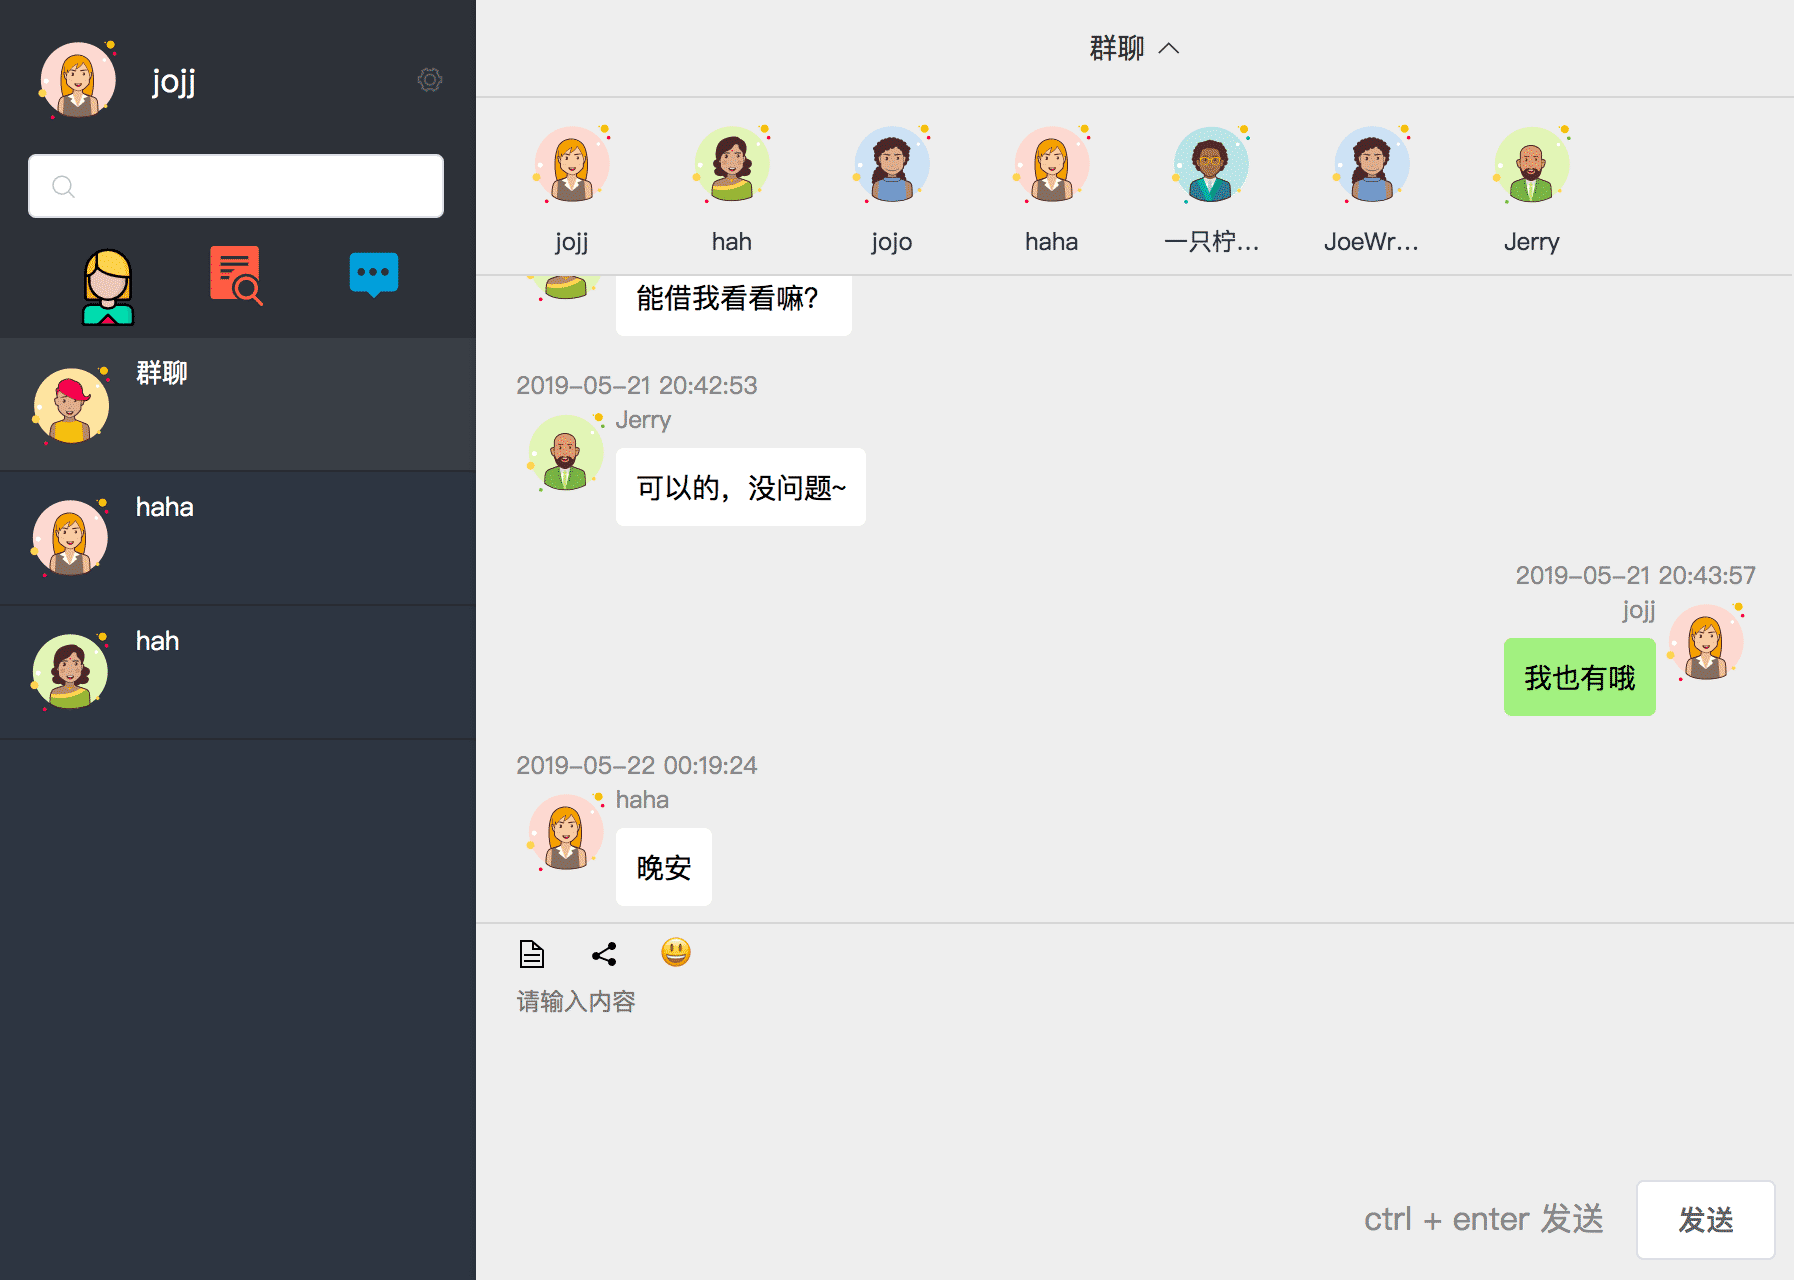 jojj
群聊
haha
hah
群聊
jojj
hah
jojo
haha
一只柠...
JoeWr...
Jerry
能借我看看嘛?
2019-05-21 20:42:53
Jerry
可以的，没问题~
2019-05-21 20:43:57
jojj
我也有哦
2019-05-22 00:19:24
haha
晚安
请输入内容
ctrl + enter 发送
发送